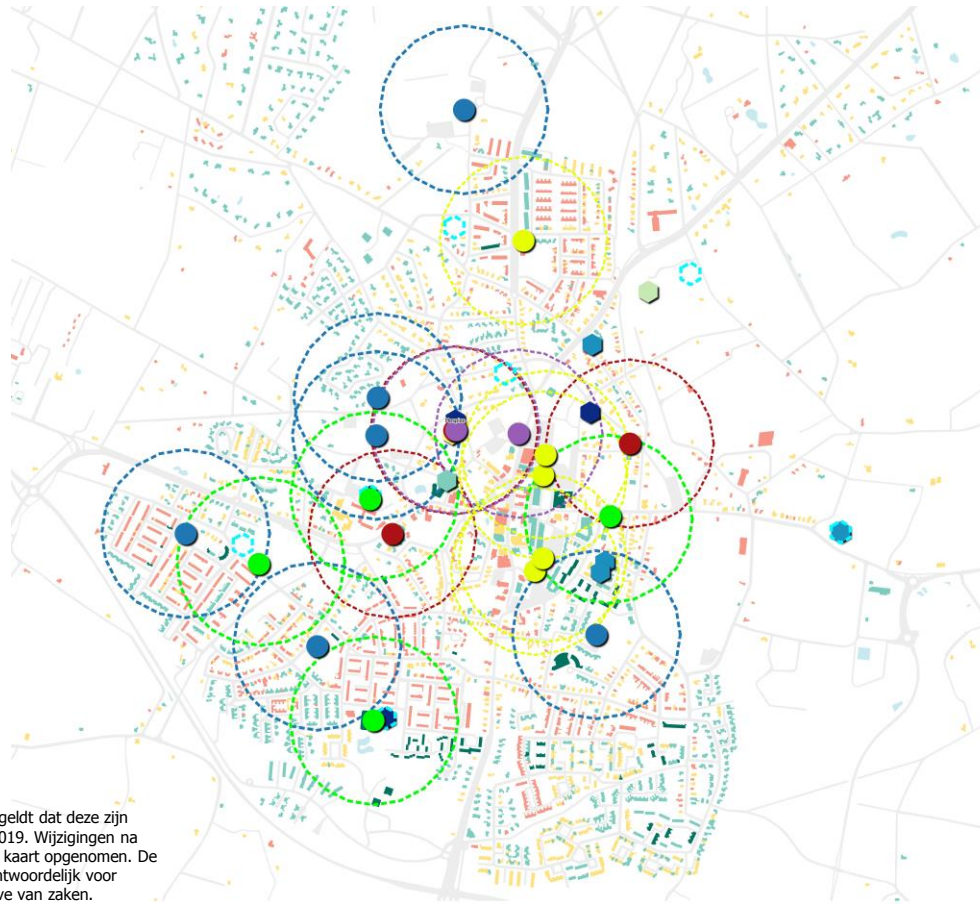 geldt dat deze zijn
019. Wijzigingen na
kaart opgenomen. De
ntwoordelijk voor
ve van zaken.